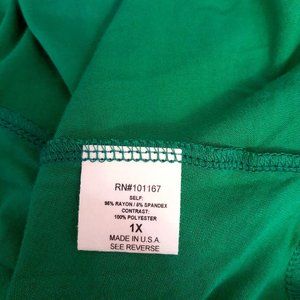 RN#101167
SELF:
95% RAYON / 5% SPANDEX
CONTRAST:
100% POLYESTER
1X
MADE IN U.S.A.
SEE REVERSE